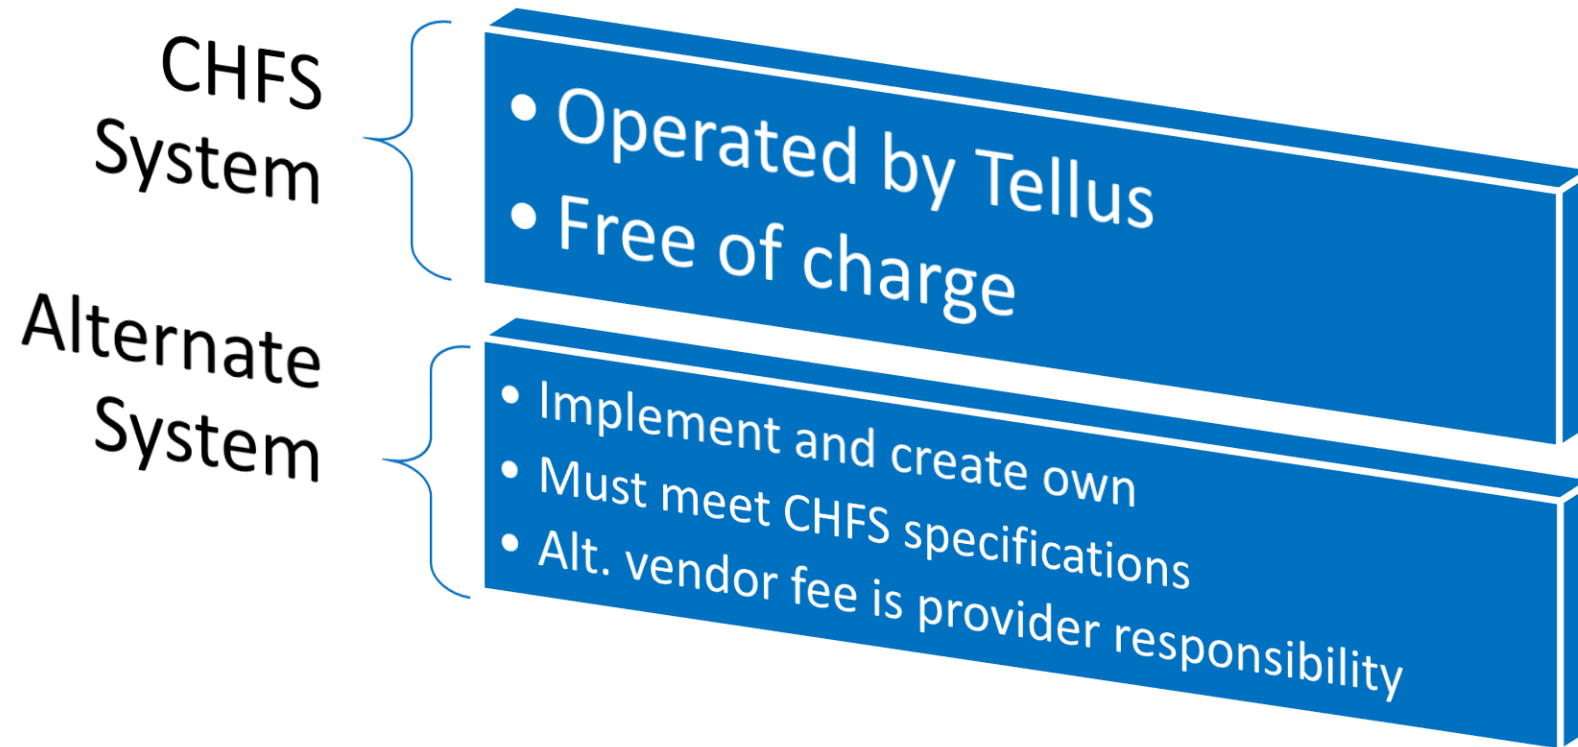 CHFS
System
• Operated by Tellus
• Free of charge
Alternate
System
• Implement and create own
• Must meet CHFS specifications
• Alt. vendor fee is provider responsibility